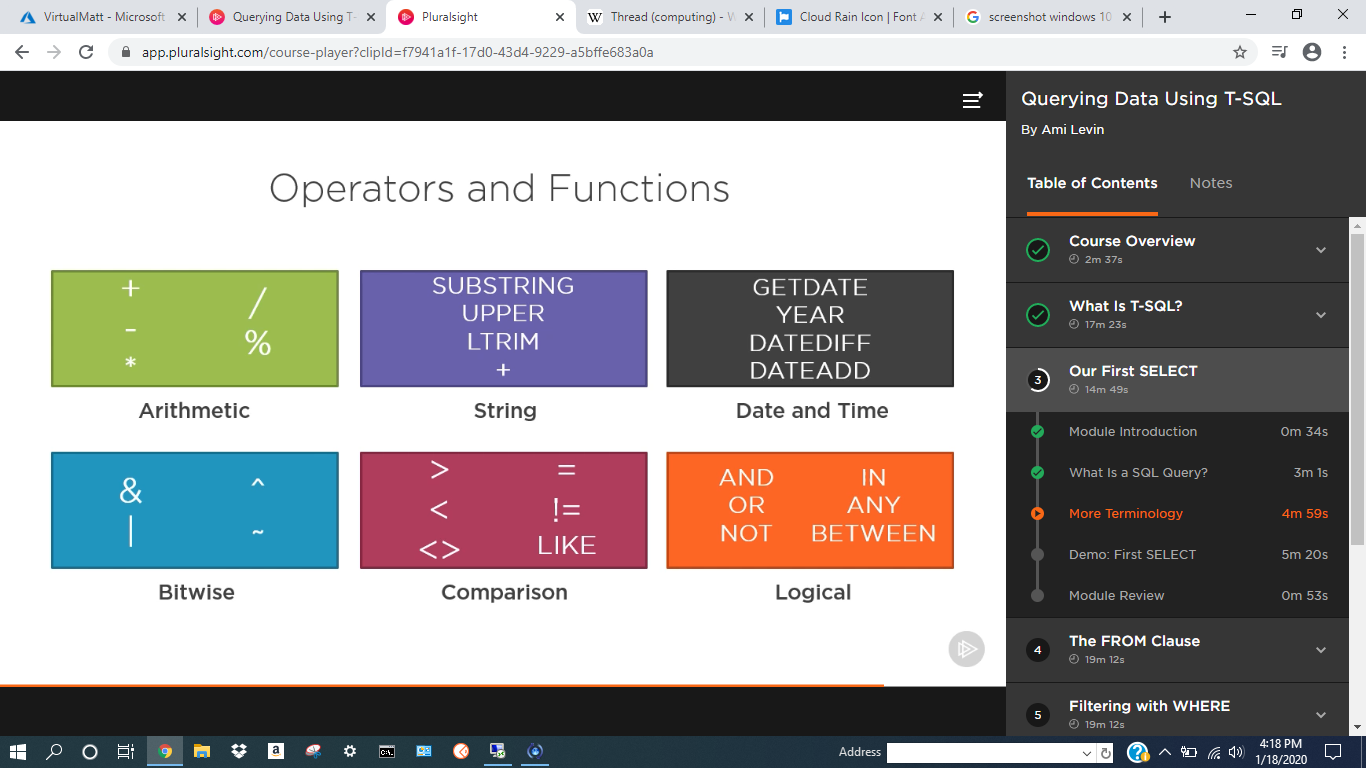 VirtualMatt - Microsoft
Querying Data Using T-
Pluralsight
Thread (computing) - W
Cloud Rain Icon | Font A
screenshot windows 10
app.pluralsight.com/course-player?clipId=f7941a1f-17d0-43d4-9229-a5bffe683a0a
Operators and Functions
+
-
*
/
%
Arithmetic
SUBSTRING
UPPER
LTRIM
+
String
GETDATE
YEAR
DATEDIFF
DATEADD
Date and Time
&
|
^
~
Bitwise
>
<
<>
=
!=
LIKE
Comparison
AND
OR
NOT
IN
ANY
BETWEEN
Logical
Querying Data Using T-SQL
By Ami Levin
Table of Contents
Notes
Course Overview
2m 37s
What Is T-SQL?
17m 23s
3
Our First SELECT
14m 49s
Module Introduction 0m 34s
What Is a SQL Query? 3m 1s
More Terminology 4m 59s
Demo: First SELECT 5m 20s
Module Review 0m 53s
4
The FROM Clause
19m 12s
5
Filtering with WHERE
19m 12s
Address
4:18 PM
1/18/2020